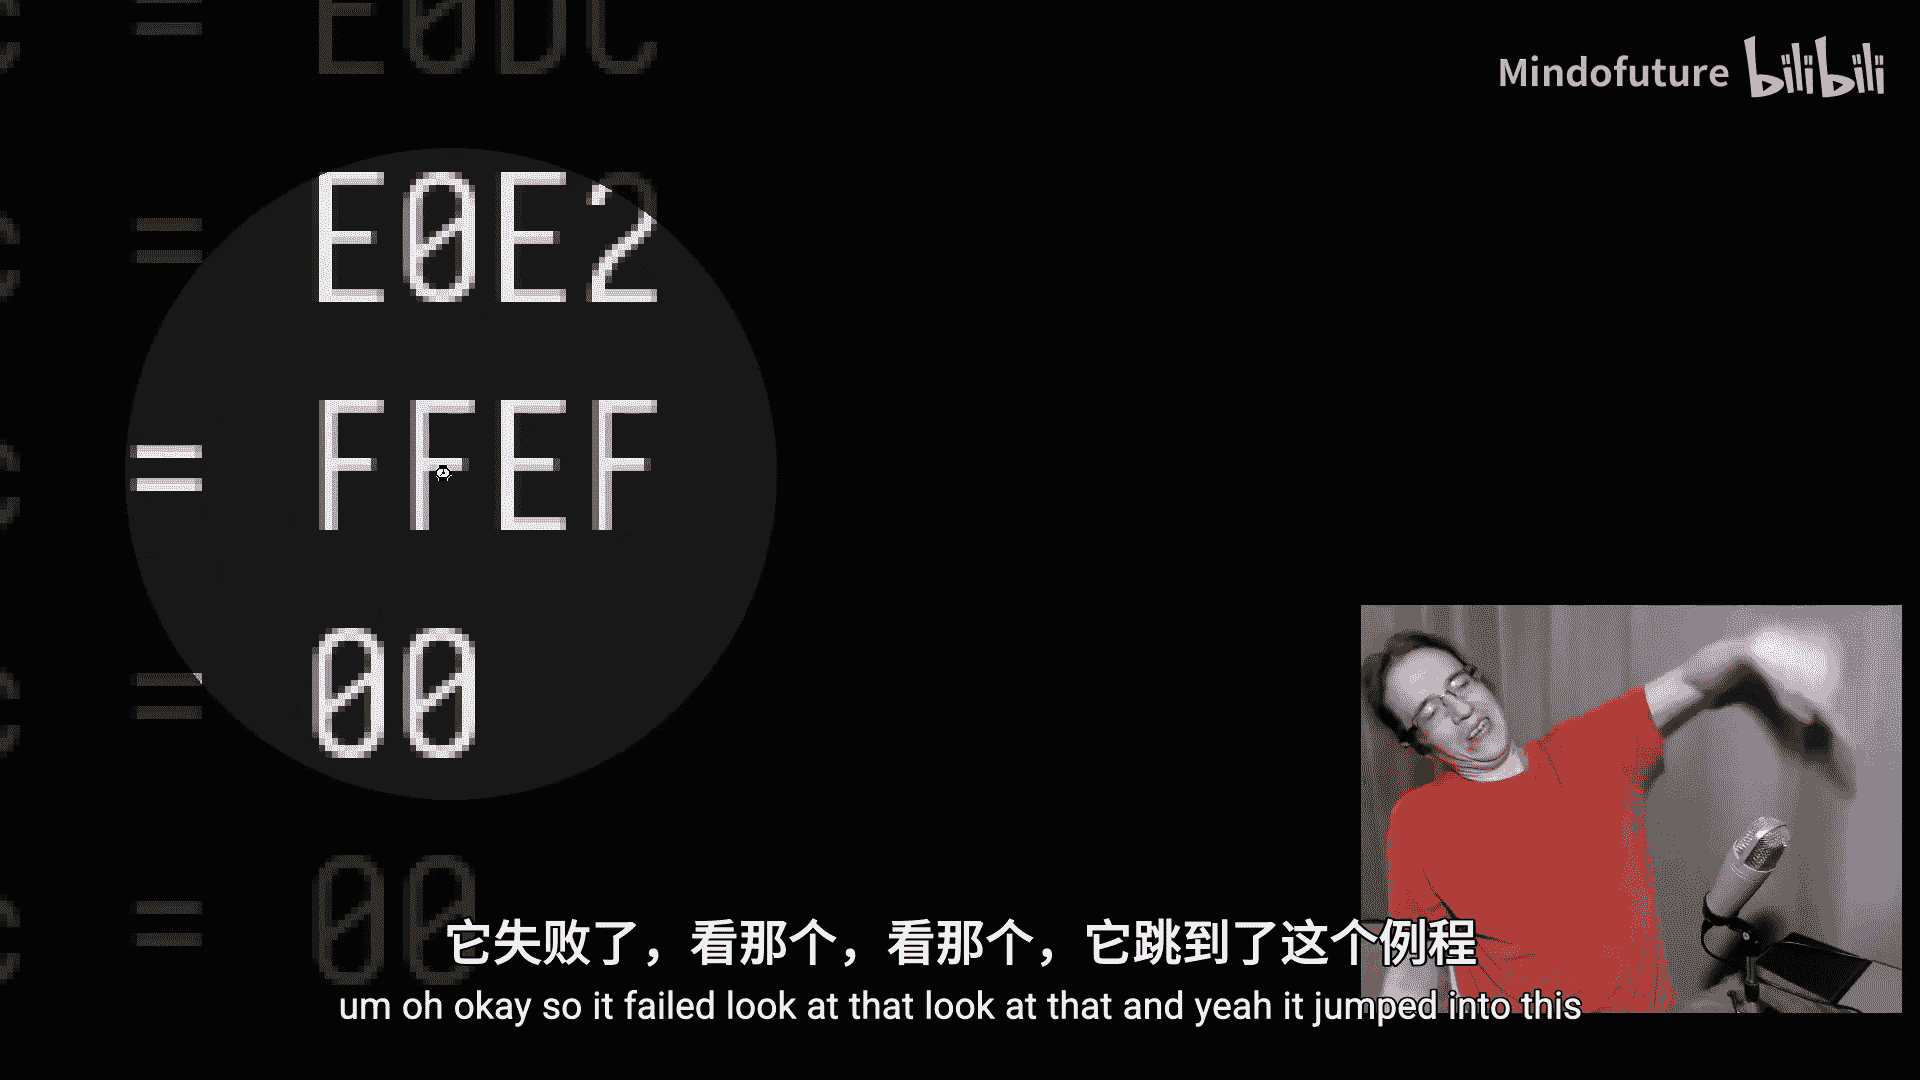 c = E0DC
Mindofuture bilibili
c = E0E2
c = FFEF
c = 00
c = 00
它失败了，看那个，看那个，它跳到了这个例程
um oh okay so it failed look at that look at that and yeah it jumped into this